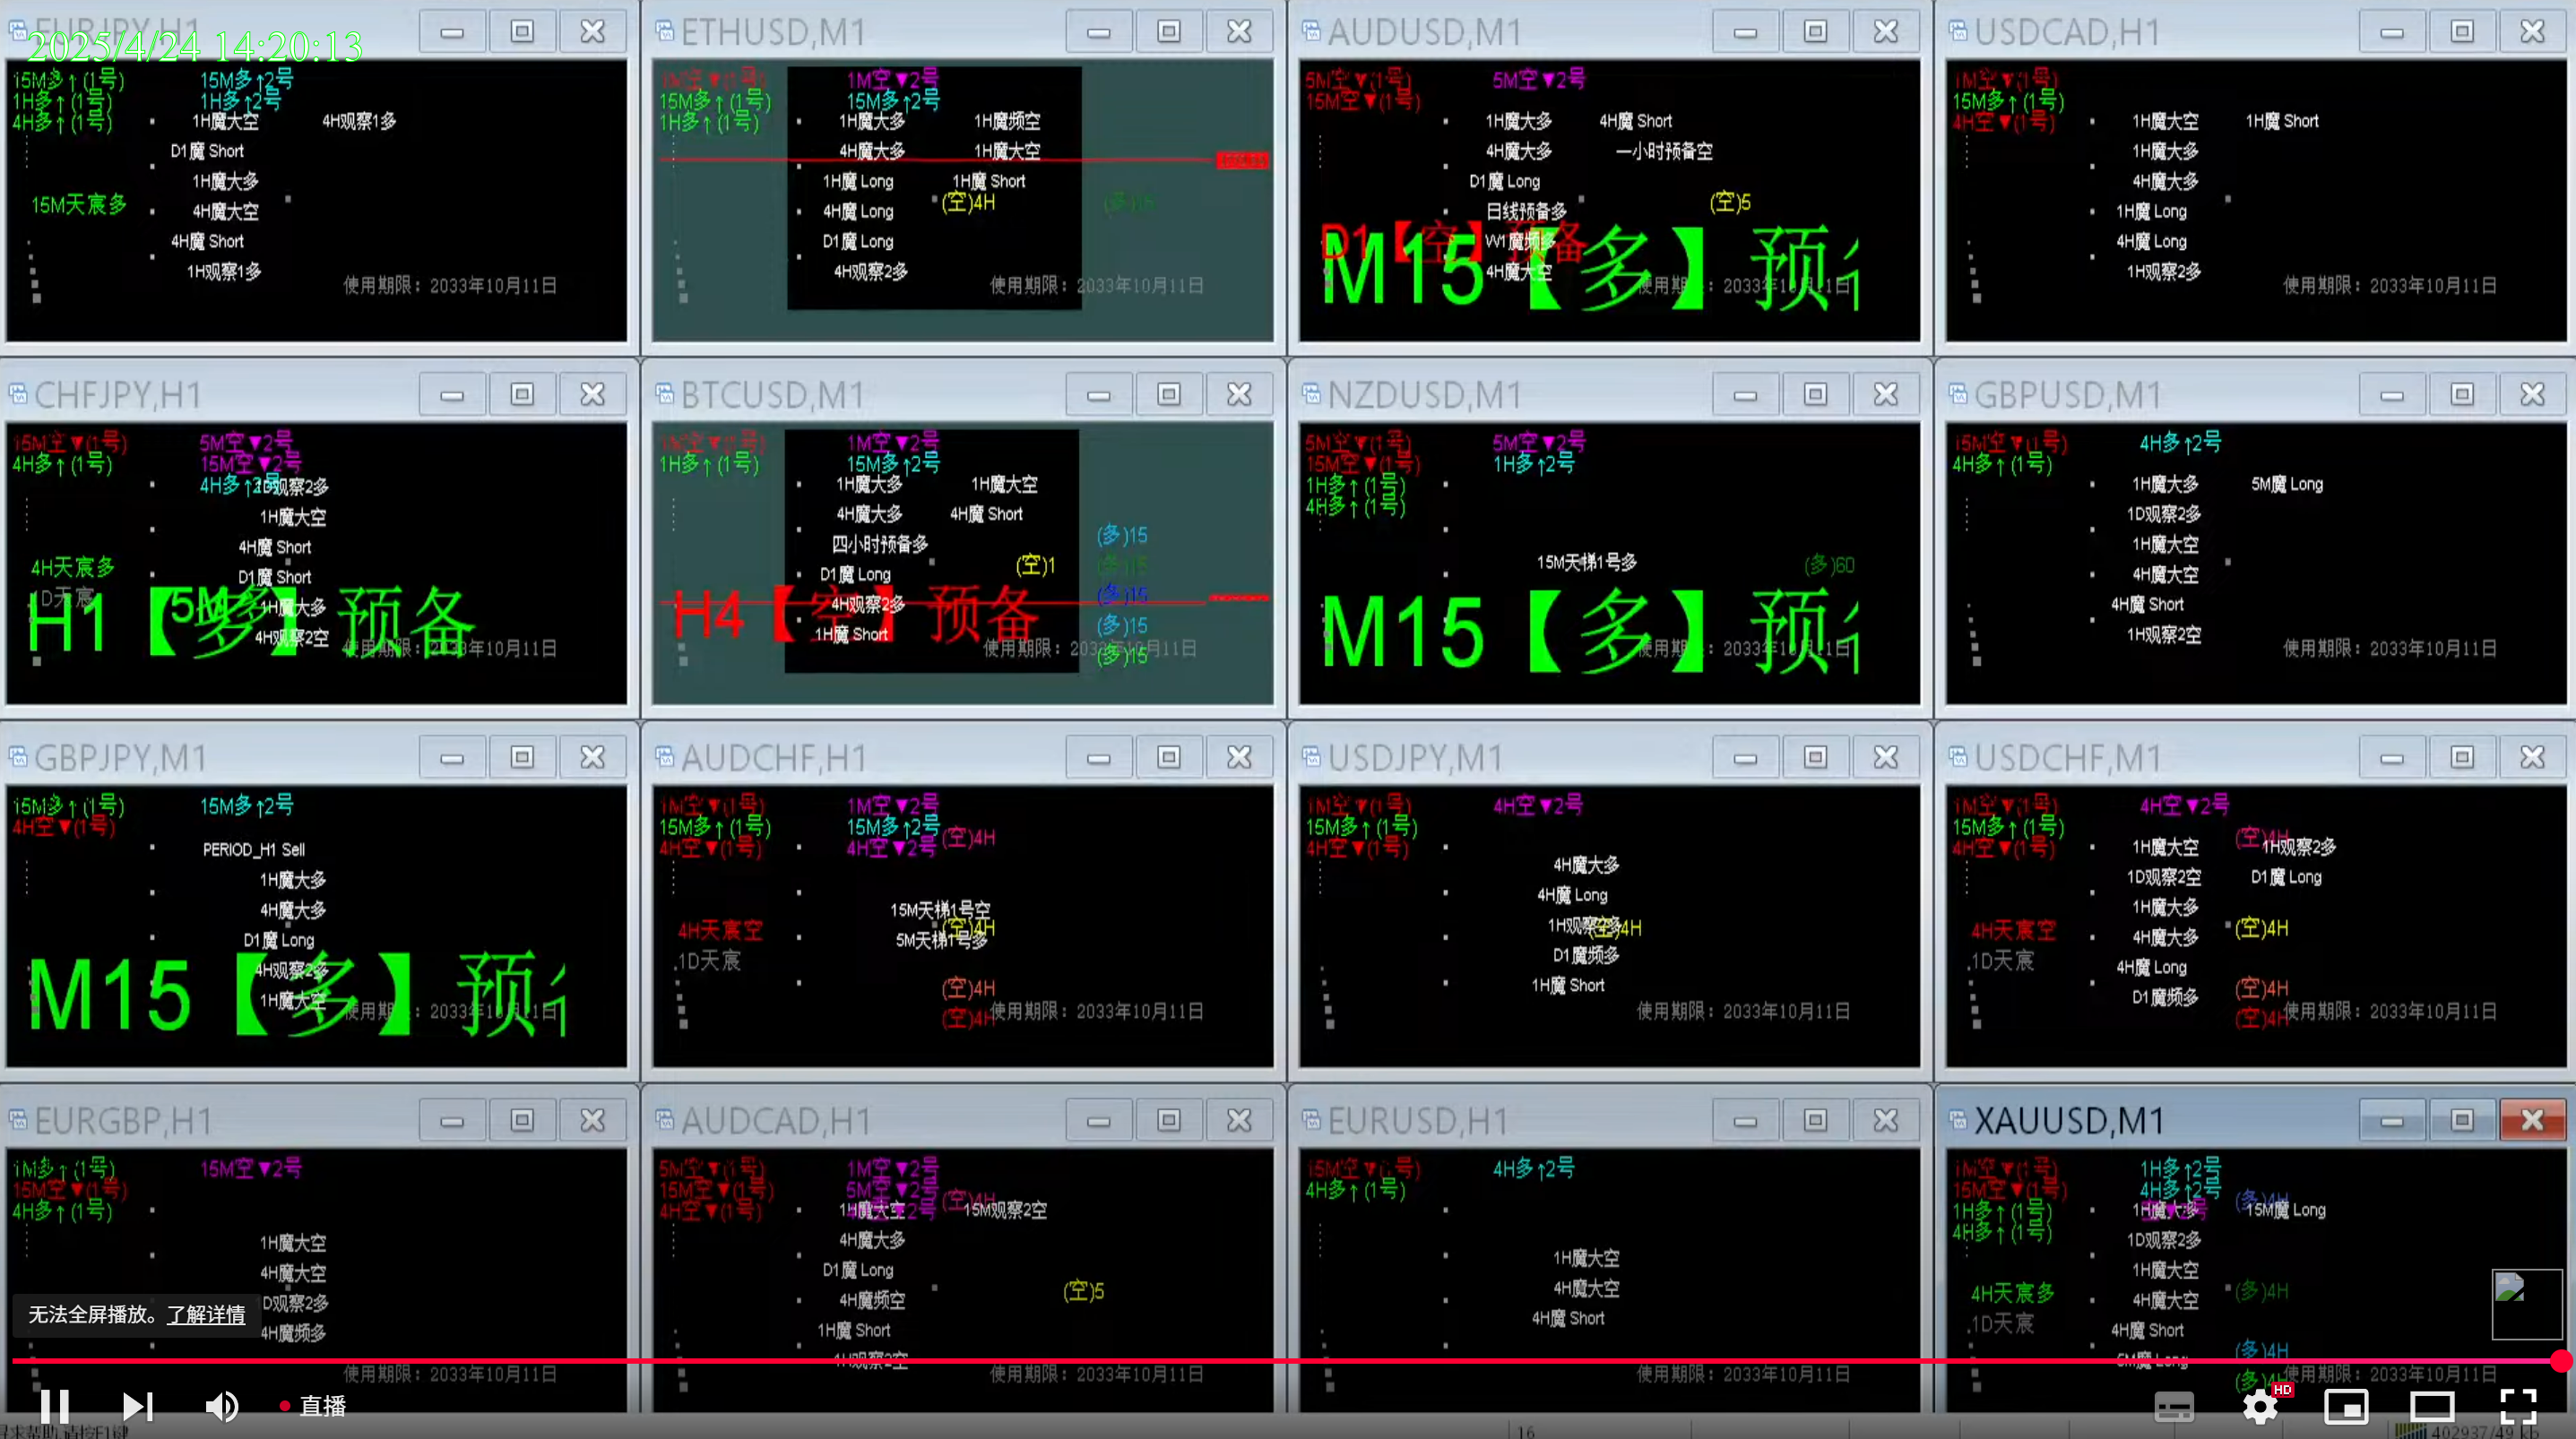 EURJPY,H1
2025/4/24 14:20:13
15M多↑(1号) 15M多↑2号
1H多↑(1号) 1H多↑2号
4H多↑(1号) 1H魔大空 4H观察1多
D1魔 Short
1H魔大多
15M天宸多 4H魔大空
4H魔 Short
1H观察1多
使用期限：2033年10月11日
ETHUSD,M1
1M空▼(1号) 1M空▼2号
15M多↑(1号) 15M多↑2号
1H多↑(1号) 1H魔大多 1H魔频空
4H魔大多 1H魔大空
1H魔 Long 1H魔 Short
4H魔 Long (空)4H (多)15
D1魔 Long
4H观察2多
使用期限：2033年10月11日
AUDUSD,M1
5M空▼(1号) 5M空▼2号
15M空▼(1号)
1H魔大多 4H魔 Short
4H魔大多 一小时预备空
D1魔 Long
日线预备多 (空)5
D1【空】预备
W1魔频多
M15【多】预
4H魔大空
使用期限：2033年10月11日
USDCAD,H1
1M空▼(1号)
15M多↑(1号)
4H空▼(1号) 1H魔大空 1H魔 Short
1H魔大多
4H魔大多
1H魔 Long
4H魔 Long
1H观察2多
使用期限：2033年10月11日
CHFJPY,H1
15M空▼(1号) 5M空▼2号
4H多↑(1号) 15M空▼2号
4H多↑2号 1D观察2多
1H魔大空
4H魔 Short
4H天宸多 D1魔 Short
1D天宸
H1【多】预备
5M多
1H魔大多
4H观察2空
使用期限：2033年10月11日
BTCUSD,M1
1M空▼(1号) 1M空▼2号
1H多↑(1号) 15M多↑2号
1H魔大多 1H魔大空
4H魔大多 4H魔 Short
四小时预备多 (多)15
D1魔 Long (空)1 (多)15
4H观察2多 (多)15
H4【空】预备 (多)15
1H魔 Short (多)15
使用期限：2033年10月11日
NZDUSD,M1
5M空▼(1号) 5M空▼2号
15M空▼(1号) 1H多↑2号
1H多↑(1号)
4H多↑(1号)
15M天梯1号多 (多)60
M15【多】预
使用期限：2033年10月11日
GBPUSD,M1
15M空▼(1号) 4H多↑2号
4H多↑(1号)
1H魔大多 5M魔 Long
1D观察2多
1H魔大空
4H魔大空
4H魔 Short
1H观察2空
使用期限：2033年10月11日
GBPJPY,M1
15M多↑(1号) 15M多↑2号
4H空▼(1号)
PERIOD_H1 Sell
1H魔大多
4H魔大多
D1魔 Long
4H观察2多
M15【多】预
1H魔大空
使用期限：2033年10月11日
AUDCHF,H1
1M空▼(1号) 1M空▼2号
15M多↑(1号) 15M多↑2号 (空)4H
4H空▼(1号) 4H空▼2号
15M天梯1号空
4H天宸空 (空)4H
5M天梯1号多
1D天宸
(空)4H
(空)4H
使用期限：2033年10月11日
USDJPY,M1
1M空▼(1号) 4H空▼2号
15M多↑(1号)
4H空▼(1号)
4H魔大多
4H魔 Long
1H观察2多 (空)4H
D1魔频多
1H魔 Short
使用期限：2033年10月11日
USDCHF,M1
1M空▼(1号) 4H空▼2号
15M多↑(1号) (空)4H
4H空▼(1号) 1H魔大空 1H观察2多
1D观察2空 D1魔 Long
1H魔大多
4H天宸空 4H魔大多 (空)4H
1D天宸 4H魔 Long
D1魔频多 (空)4H
(空)4H
使用期限：2033年10月11日
EURGBP,H1
1M多↑(1号) 15M空▼2号
15M空▼(1号)
4H多↑(1号)
1H魔大空
4H魔大空
1D观察2多
4H魔频多
使用期限：2033年10月11日
无法全屏播放。了解详情
AUDCAD,H1
5M空▼(1号) 1M空▼2号
15M空▼(1号) 5M空▼2号 (空)4H
4H空▼(1号) 1H魔大空 15M观察2空
4H魔大多
D1魔 Long
4H魔频空 (空)5
1H魔 Short
1H观察2空
使用期限：2033年10月11日
EURUSD,H1
15M空▼(1号) 4H多↑2号
4H多↑(1号)
1H魔大空
4H魔大空
4H魔 Short
使用期限：2033年10月11日
XAUUSD,M1
1M空▼(1号) 1H多↑2号
15M空▼(1号) 4H多↑2号 (多)4H
1H多↑(1号) 1H魔大多 15M魔 Long
4H多↑(1号) 1D观察2多
1H魔大空
4H天宸多 4H魔大空 (多)4H
1D天宸 4H魔 Short
5M魔 Long (多)4H
(多)4H
使用期限：2033年10月11日
直播
HD
16
402937/49 kb